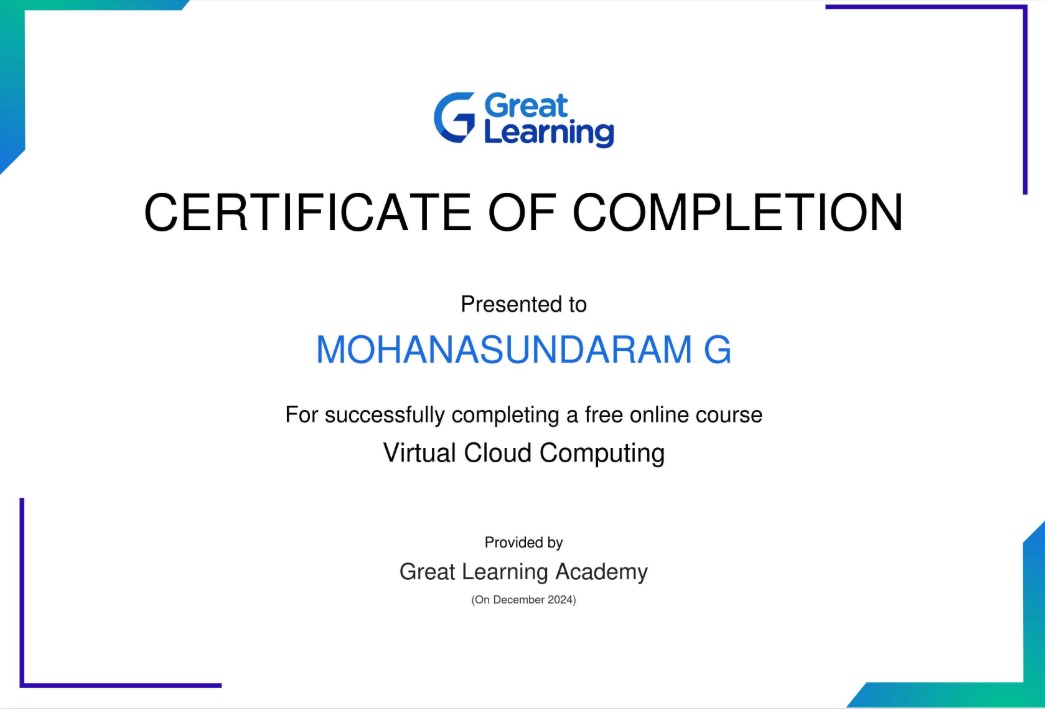 Great
Learning
CERTIFICATE OF COMPLETION
Presented to
MOHANASUNDARAM G
For successfully completing a free online course
Virtual Cloud Computing
Provided by
Great Learning Academy
(On December 2024)